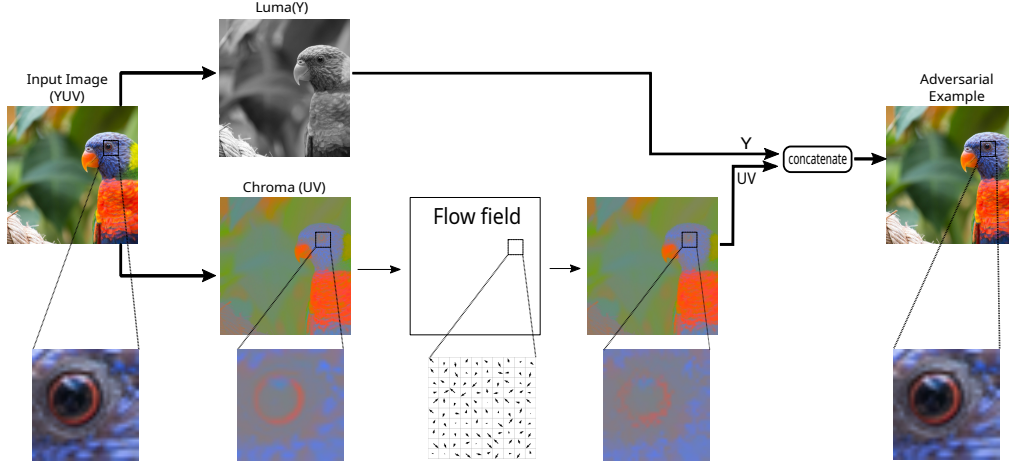 Luma(Y)
Input Image
(YUV)
Adversarial
Example
Y
concatenate
UV
Chroma (UV)
Flow field